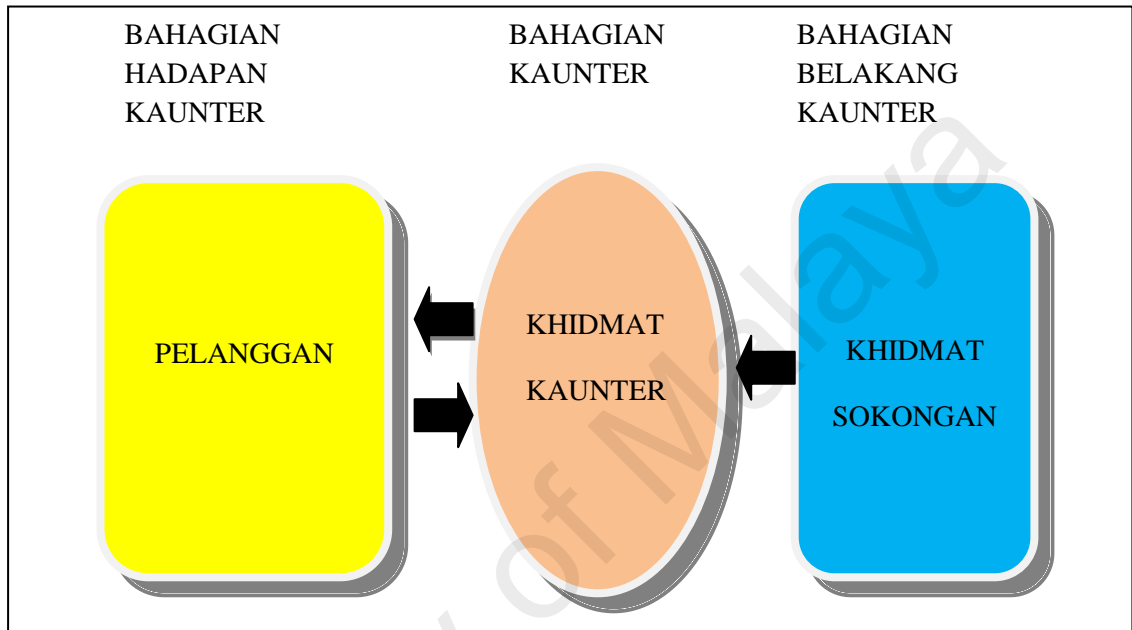 BAHAGIAN
HADAPAN
KAUNTER
BAHAGIAN
KAUNTER
BAHAGIAN
BELAKANG
KAUNTER
PELANGGAN
KHIDMAT
KAUNTER
KHIDMAT
SOKONGAN
y of Malaya